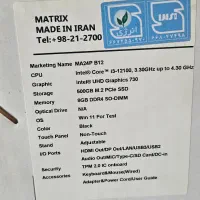 MATRIX
MADE IN IRAN
Tel:+98-21-2700
Marketing Name MA24P B12
CPU Intel® Core™ i3-12100, 3.30GHz up to 4.30 GHz
Graphics Intel® UHD Graphics 730
Storage 500GB M.2 PCIe SSD
Memory 8GB DDR4 SO-DIMM
Optical Drive N/A
OS Win 11 For Test
Color Black
Touch Panel Non-Touch
Stand Adjustable
I/O Ports HDMI Out/DP Out/LAN/USB3/USB2
Audio Out/MIC/Type-C/SD Card/DC-in
Security TPM 2.0 IC onboard
Accessories Keyboard&Mouse(Wired)
Adapter&Power Cord/User Guide